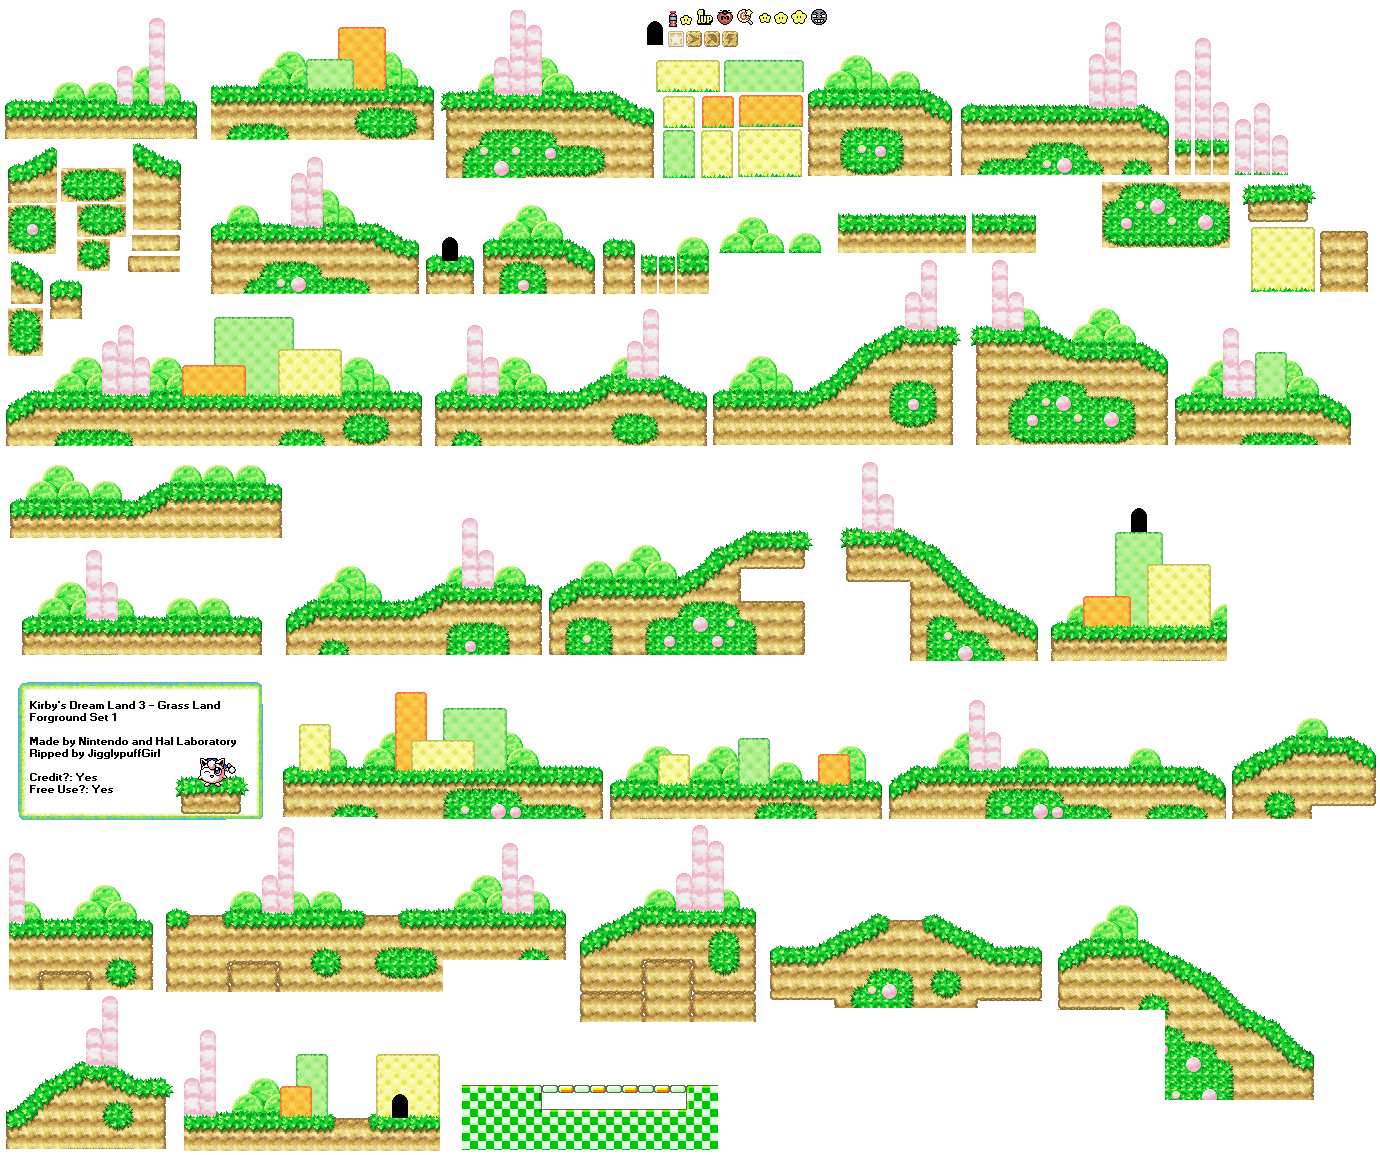 1UP
Kirby's Dream Land 3 - Grass Land
Forground Set 1
Made by Nintendo and Hal Laboratory
Ripped by JigglypuffGirl
Credit?: Yes
Free Use?: Yes